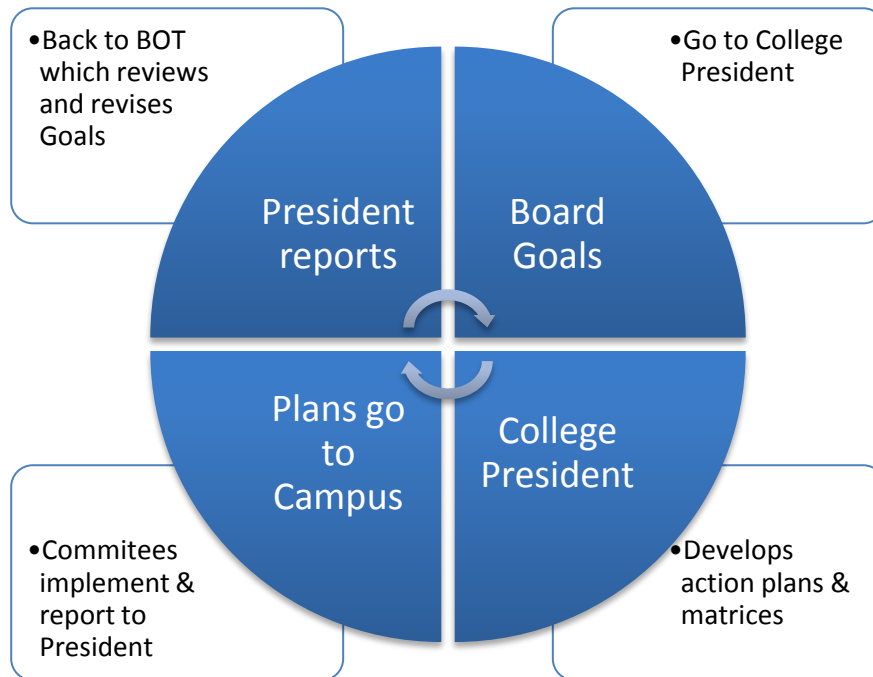 •Back to BOT
which reviews
and revises
Goals
•Go to College
President
President
reports
Board
Goals
Plans go
to
Campus
College
President
•Commitees
implement &
report to
President
•Develops
action plans &
matrices